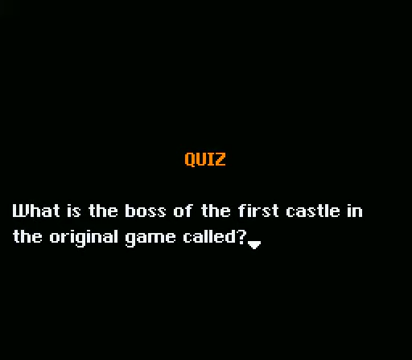 QUIZ
What is the boss of the first castle in
the original game called?